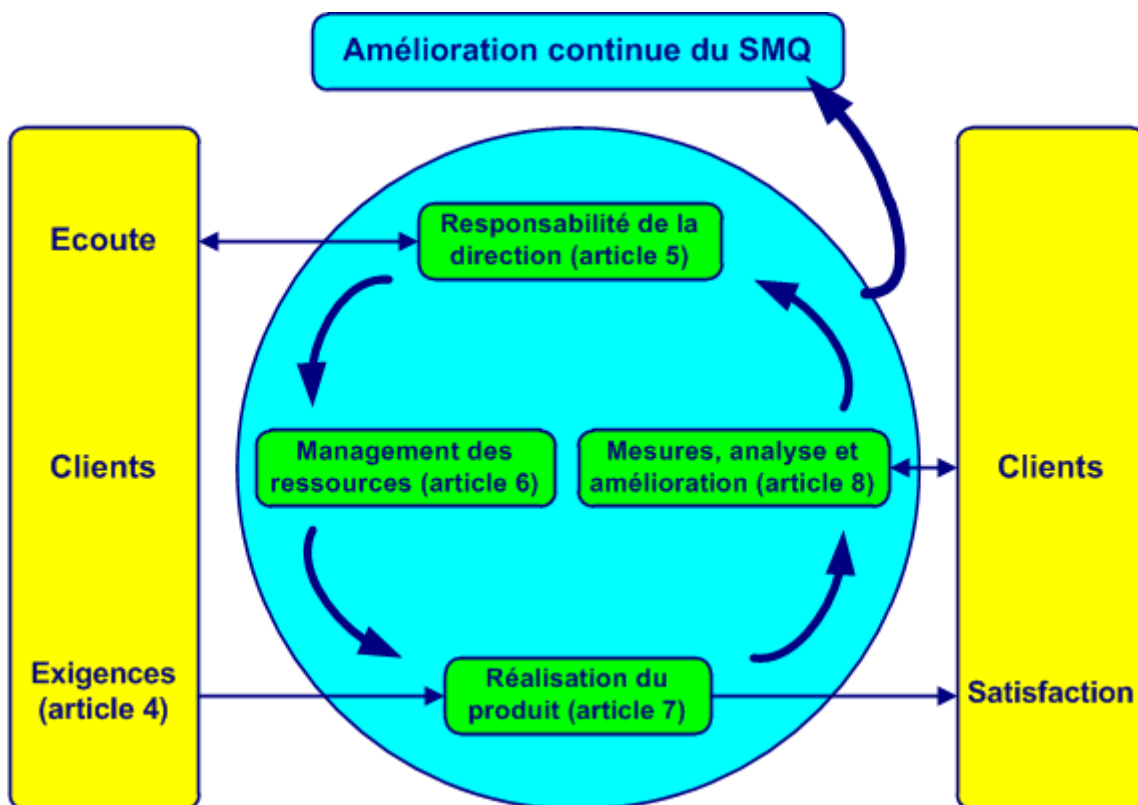 Amélioration continue du SMQ
Ecoute
Responsabilité de la
direction (article 5)
Clients
Management des
ressources (article 6)
Mesures, analyse et
amélioration (article 8)
Clients
Exigences
(article 4)
Réalisation du
produit (article 7)
Satisfaction